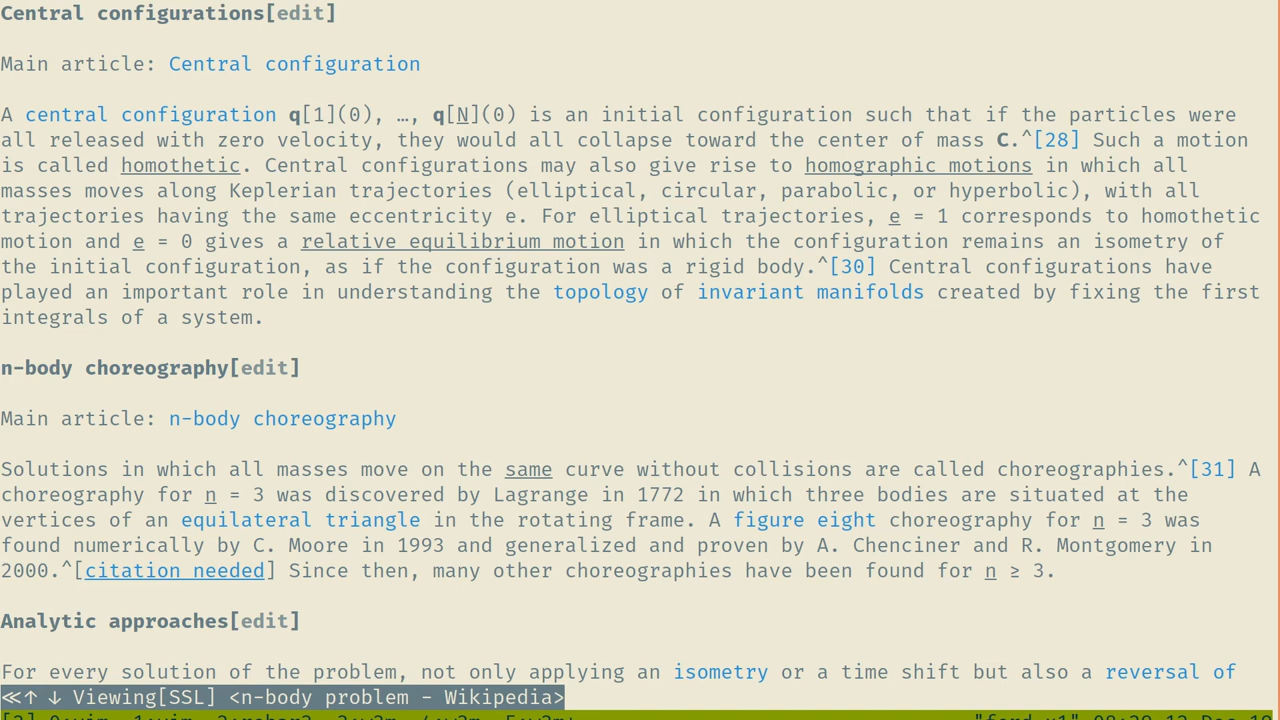 Central configurations[edit]
Main article: Central configuration
A central configuration q[1](0), …, q[N](0) is an initial configuration such that if the particles were
all released with zero velocity, they would all collapse toward the center of mass C.^[28] Such a motion
is called homothetic. Central configurations may also give rise to homographic motions in which all
masses moves along Keplerian trajectories (elliptical, circular, parabolic, or hyperbolic), with all
trajectories having the same eccentricity e. For elliptical trajectories, e = 1 corresponds to homothetic
motion and e = 0 gives a relative equilibrium motion in which the configuration remains an isometry of
the initial configuration, as if the configuration was a rigid body.^[30] Central configurations have
played an important role in understanding the topology of invariant manifolds created by fixing the first
integrals of a system.
n-body choreography[edit]
Main article: n-body choreography
Solutions in which all masses move on the same curve without collisions are called choreographies.^[31] A
choreography for n = 3 was discovered by Lagrange in 1772 in which three bodies are situated at the
vertices of an equilateral triangle in the rotating frame. A figure eight choreography for n = 3 was
found numerically by C. Moore in 1993 and generalized and proven by A. Chenciner and R. Montgomery in
2000.^[citation needed] Since then, many other choreographies have been found for n ≥ 3.
Analytic approaches[edit]
For every solution of the problem, not only applying an isometry or a time shift but also a reversal of
≪↑ ↓ Viewing[SSL] <n-body problem - Wikipedia>